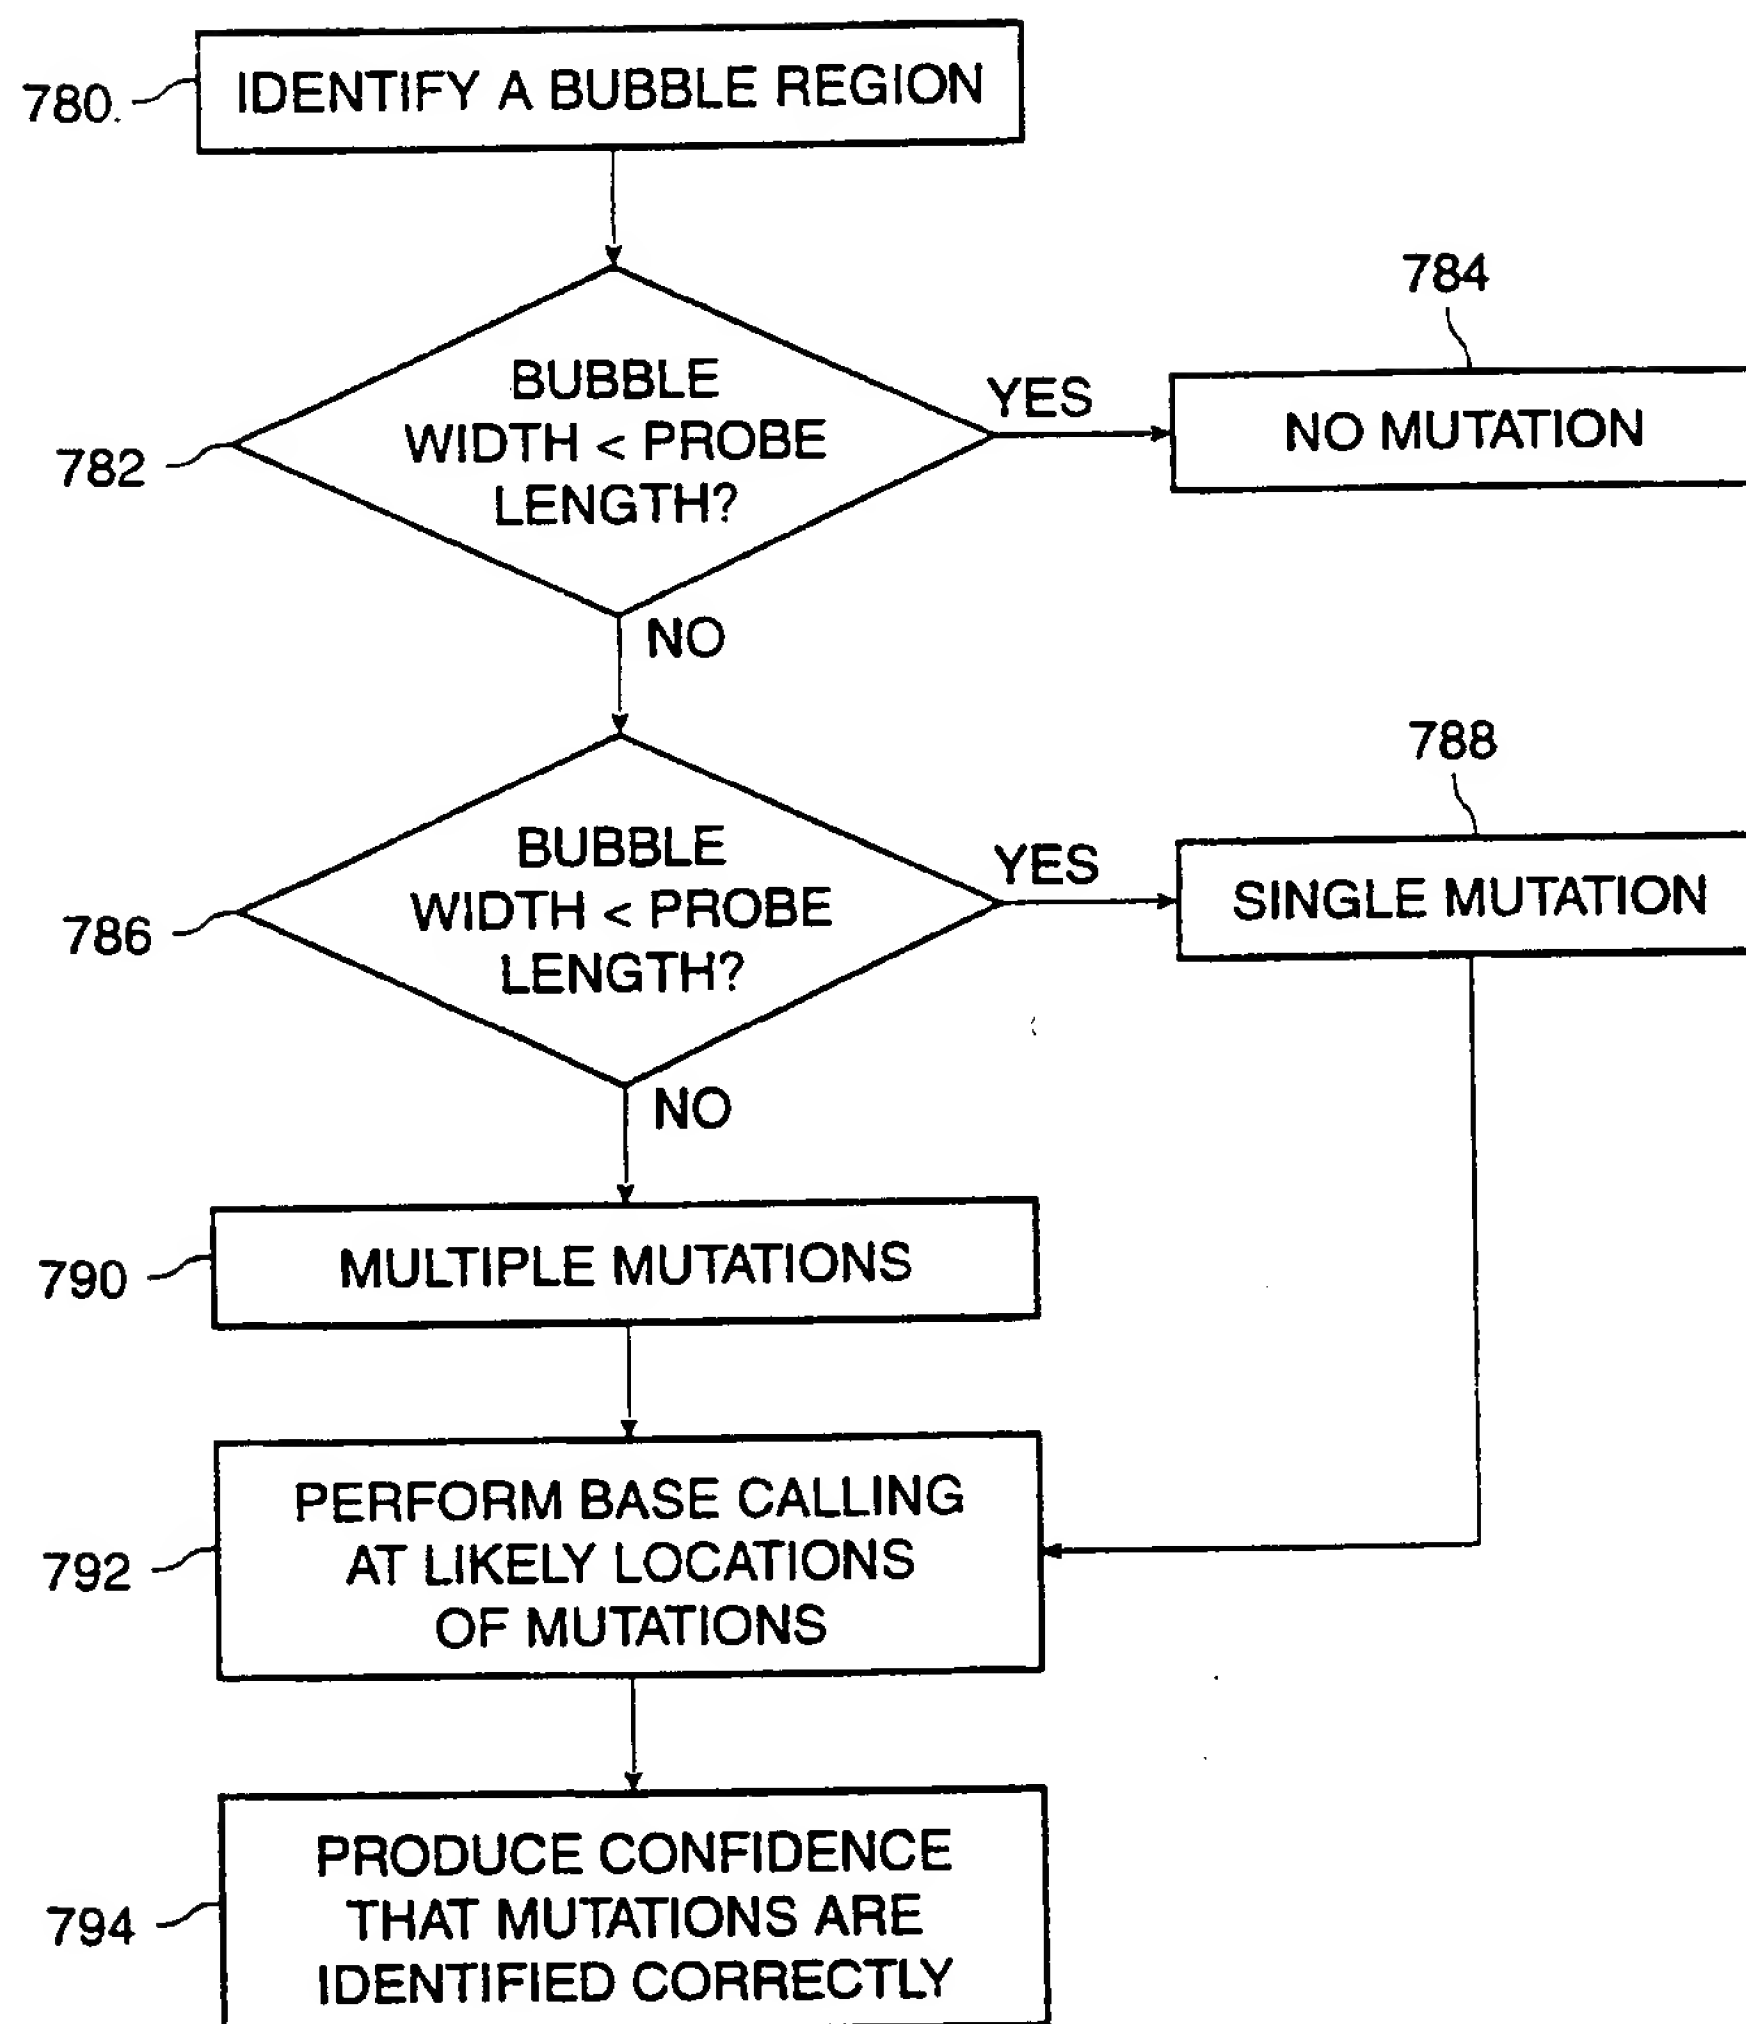 780.
IDENTIFY A BUBBLE REGION
784
BUBBLE
WIDTH < PROBE
LENGTH?
YES
NO MUTATION
782
NO
788
BUBBLE
WIDTH < PROBE
LENGTH?
YES
SINGLE MUTATION
786
NO
790
MULTIPLE MUTATIONS
792
PERFORM BASE CALLING
AT LIKELY LOCATIONS
OF MUTATIONS
794
PRODUCE CONFIDENCE
THAT MUTATIONS ARE
IDENTIFIED CORRECTLY